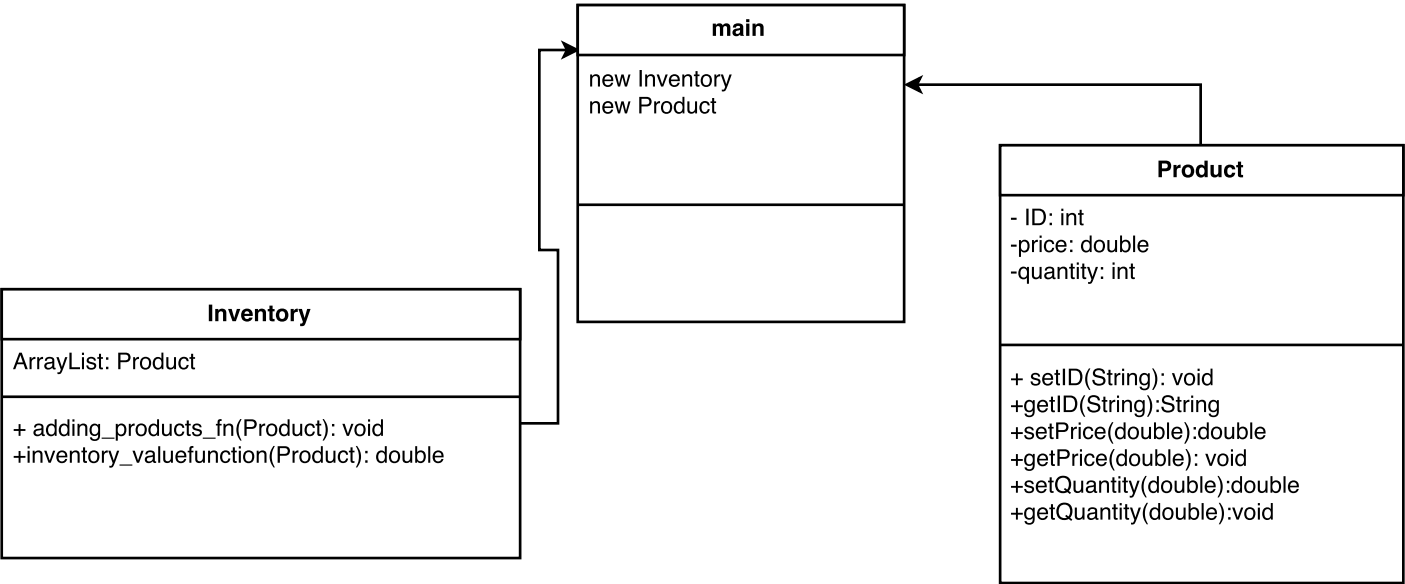 main
new Inventory
new Product
Product
- ID: int
-price: double
-quantity: int
+ setID(String): void
+getID(String):String
+setPrice(double):double
+getPrice(double): void
+setQuantity(double):double
+getQuantity(double):void
Inventory
ArrayList: Product
+ adding_products_fn(Product): void
+inventory_valuefunction(Product): double